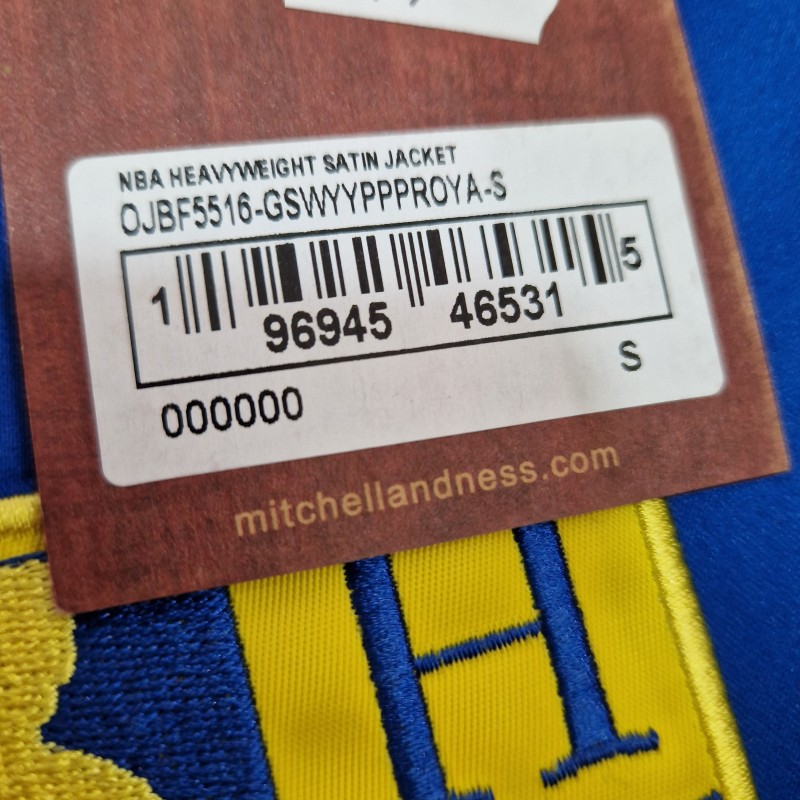 NBA HEAVYWEIGHT SATIN JACKET
OJBF5516-GSWYYPPPROYA-S
1 96945 46531 5
S
000000
mitchellandness.com
H